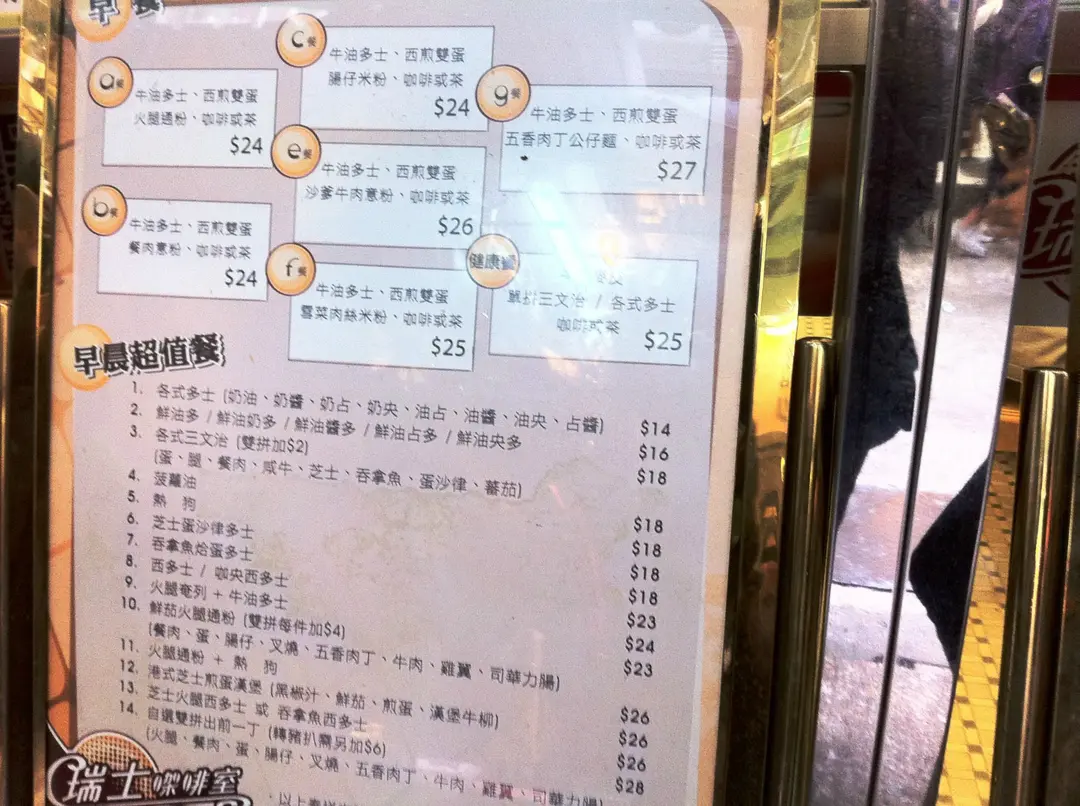 早餐
a餐
牛油多士、西煎雙蛋
火腿通粉、咖啡或茶
$24
b餐
牛油多士、西煎雙蛋
餐肉意粉、咖啡或茶
$24
c餐
牛油多士、西煎雙蛋
腸仔米粉、咖啡或茶
$24
e餐
牛油多士、西煎雙蛋
沙爹牛肉意粉、咖啡或茶
$26
f餐
牛油多士、西煎雙蛋
雪菜肉絲米粉、咖啡或茶
$25
g餐
牛油多士、西煎雙蛋
五香肉丁公仔麵、咖啡或茶
$27
健康餐
單拼三文治 / 各式多士
咖啡或茶
$25
早晨超值餐
1. 各式多士 (奶油、奶醬、奶占、奶央、油占、油醬、油央、占醬) $14
2. 鮮油多 / 鮮油奶多 / 鮮油醬多 / 鮮油占多 / 鮮油央多 $16
3. 各式三文治 (雙拼加$2) $18
(蛋、腿、餐肉、咸牛、芝士、吞拿魚、蛋沙律、蕃茄)
4. 菠蘿油 $18
5. 熱 狗 $18
6. 芝士蛋沙律多士 $18
7. 吞拿魚烚蛋多士 $18
8. 西多士 / 咖央西多士 $23
9. 火腿奄列 + 牛油多士 $24
10. 鮮茄火腿通粉 (雙拼每件加$4) $23
(餐肉、蛋、腸仔、叉燒、五香肉丁、牛肉、雞翼、司華力腸)
11. 火腿通粉 + 熱 狗 $26
12. 港式芝士煎蛋漢堡 (黑椒汁、鮮茄、煎蛋、漢堡牛柳) $26
13. 芝士火腿西多士 或 吞拿魚西多士 $26
14. 自選雙拼出前一丁 (轉豬扒需另加$6) $28
(火腿、餐肉、蛋、腸仔、叉燒、五香肉丁、牛肉、雞翼、司華力腸)
瑞士咖啡室
瑞